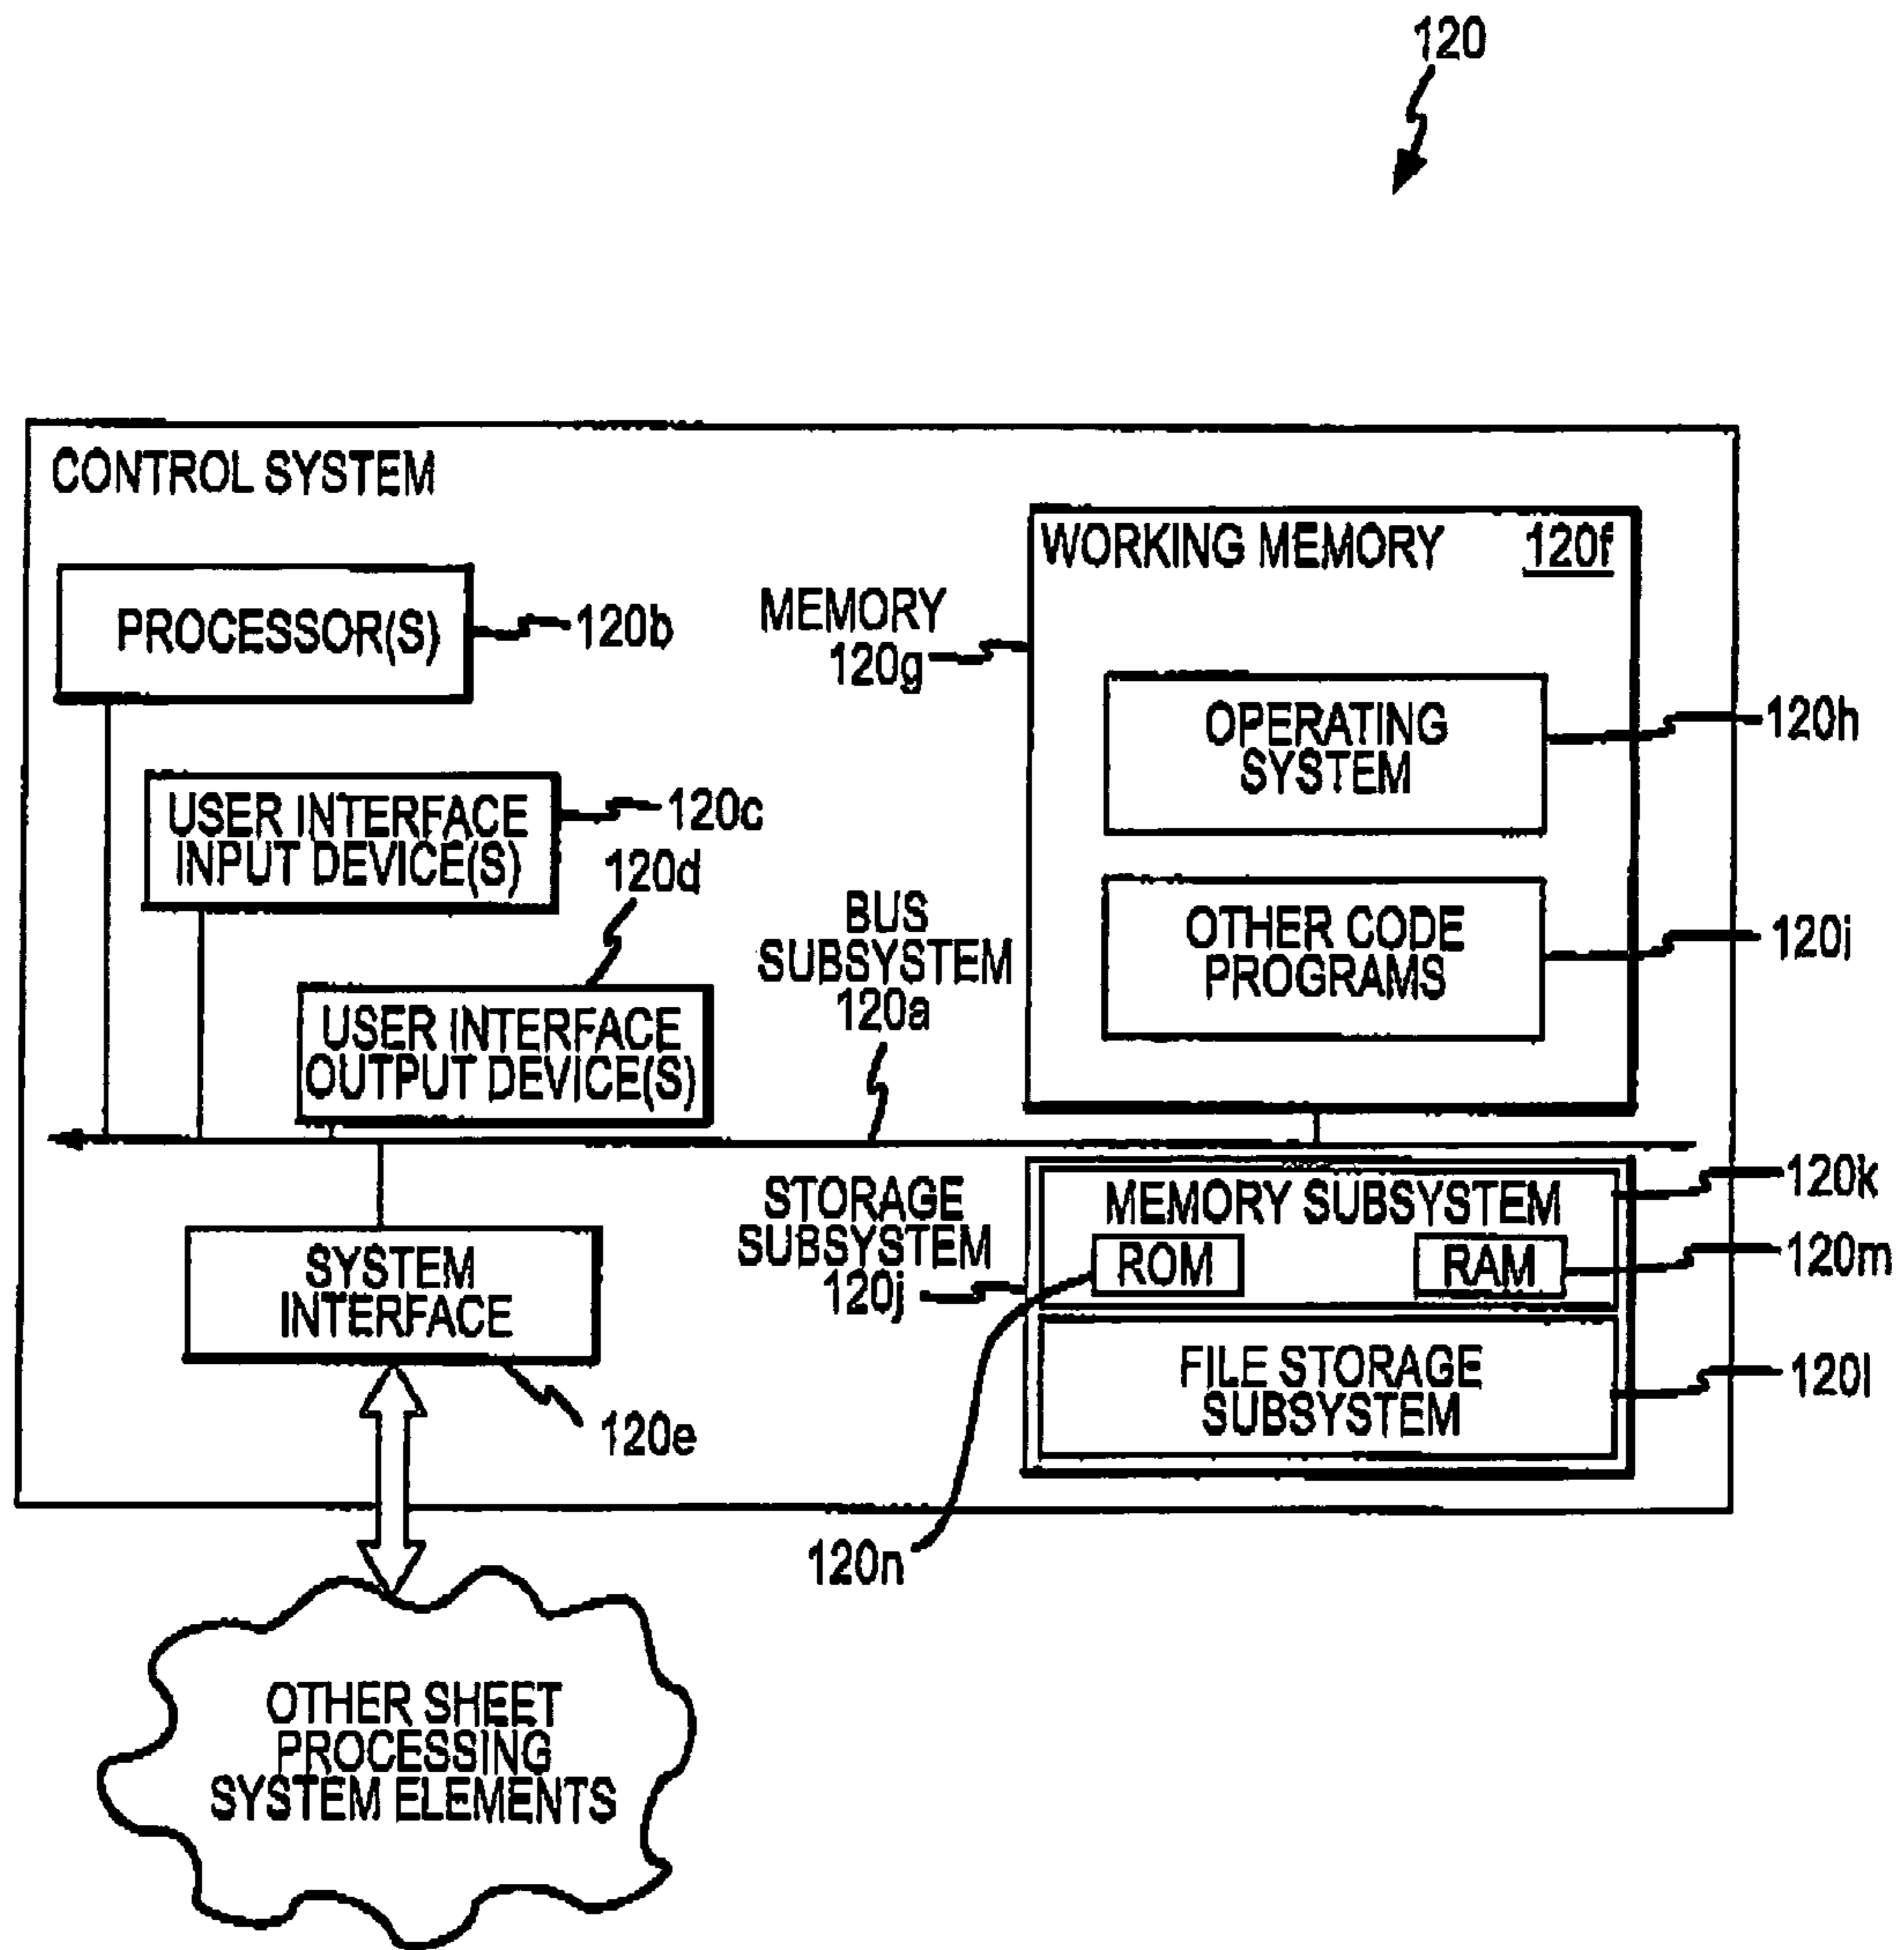 120
CONTROL SYSTEM
PROCESSOR(S)
120b
USER INTERFACE
INPUT DEVICE(S)
120c
120d
USER INTERFACE
OUTPUT DEVICE(S)
BUS
SUBSYSTEM
120a
MEMORY
120g
WORKING MEMORY 120f
OPERATING
SYSTEM
120h
OTHER CODE
PROGRAMS
120i
SYSTEM
INTERFACE
120e
STORAGE
SUBSYSTEM
120j
MEMORY SUBSYSTEM
120k
ROM
RAM
120m
FILE STORAGE
SUBSYSTEM
120l
120n
OTHER SHEET
PROCESSING
SYSTEM ELEMENTS